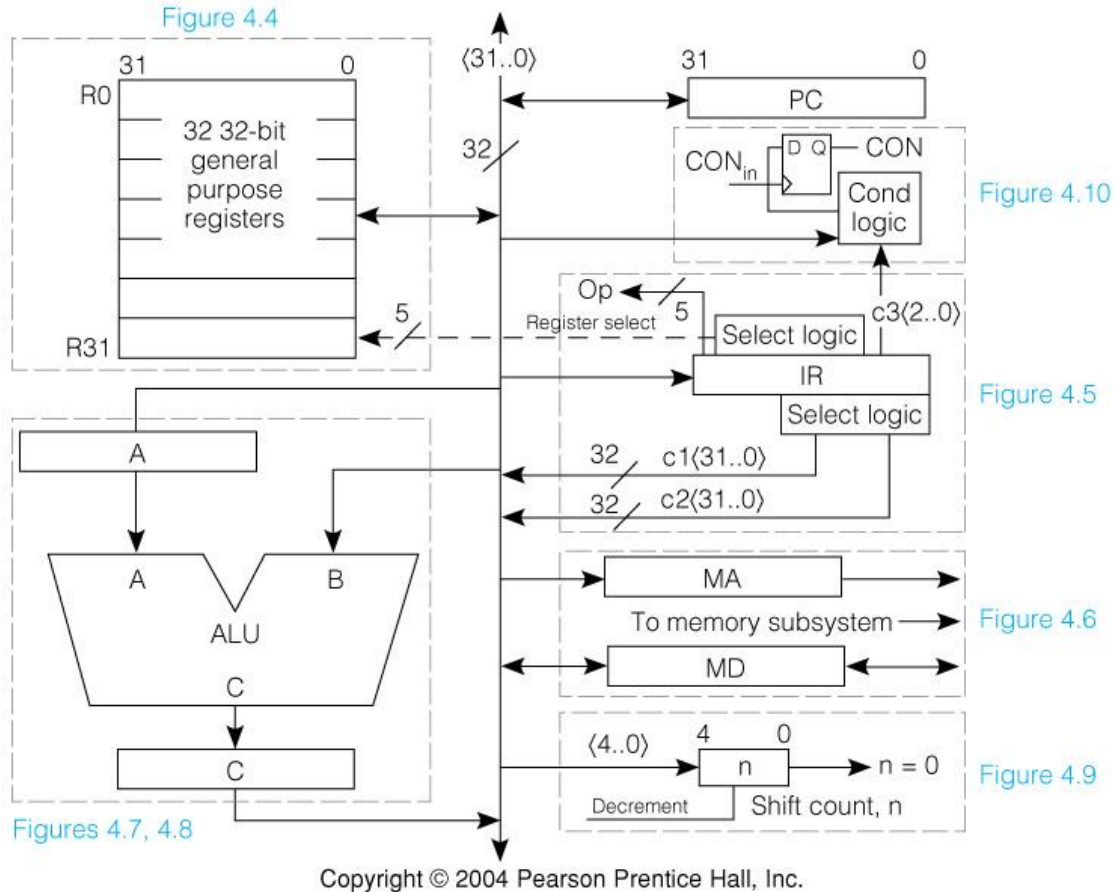 Figure 4.4
31 0
R0
32 32-bit
general
purpose
registers
5
R31
⟨31..0⟩
32
31 0
PC
D Q
CON
CONin
Cond
logic
Figure 4.10
Op
5
Register select
Select logic
c3⟨2..0⟩
IR
Select logic
32 c1⟨31..0⟩
32 c2⟨31..0⟩
Figure 4.5
A
A B
ALU
C
C
Figures 4.7, 4.8
MA
To memory subsystem
MD
Figure 4.6
⟨4..0⟩
4 0
n
n = 0
Decrement
Shift count, n
Figure 4.9
Copyright © 2004 Pearson Prentice Hall, Inc.